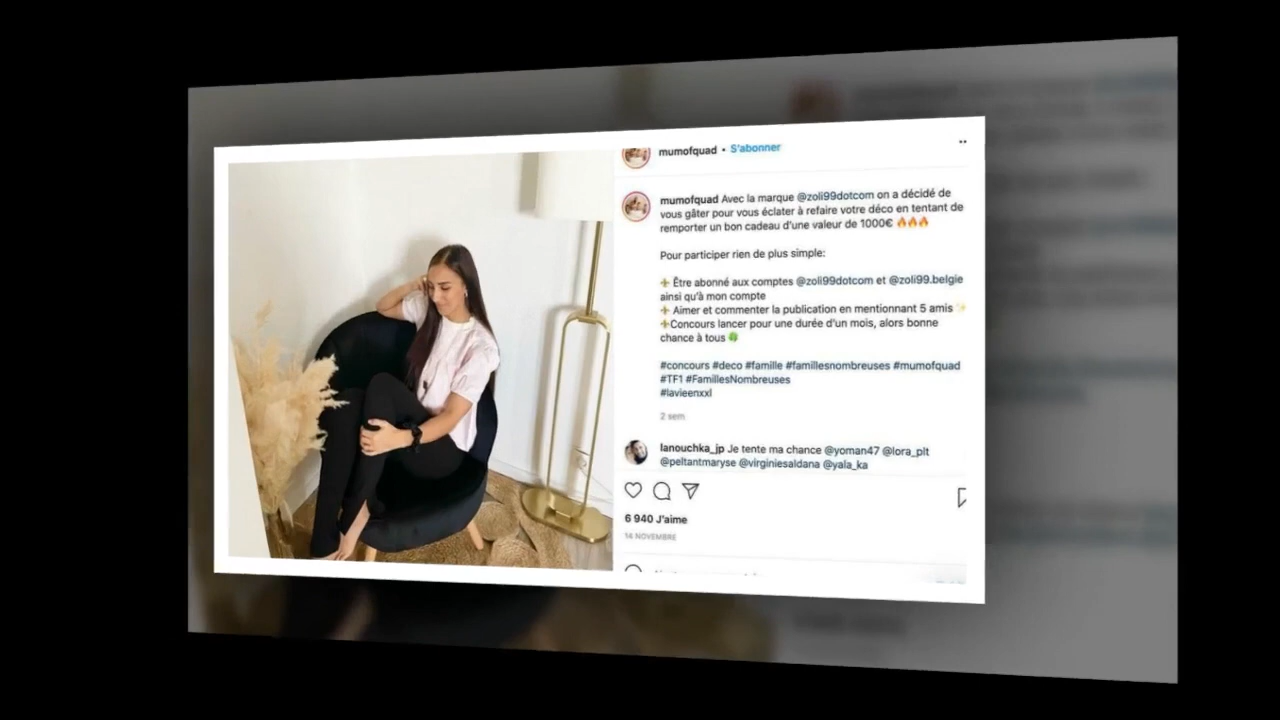 mumofquad • S'abonner
mumofquad Avec la marque @zoli99dotcom on a décidé de
vous gâter pour vous éclater à refaire votre déco en tentant de
remporter un bon cadeau d'une valeur de 1000€ 🔥🔥🔥
Pour participer rien de plus simple:
➕ Être abonné aux comptes @zoli99dotcom et @zoli99.belgie
ainsi qu'à mon compte
➕ Aimer et commenter la publication en mentionnant 5 amis ✨
➕Concours lancer pour une durée d'un mois, alors bonne
chance à tous 🍀
#concours #deco #famille #famillesnombreuses #mumofquad
#TF1 #FamillesNombreuses
#lavieenxxl
2 sem
lanouchka_jp Je tente ma chance @yoman47 @lora_plt
@peltantmaryse @virginiesaldana @yala_ka
6 940 J'aime
14 NOVEMBRE